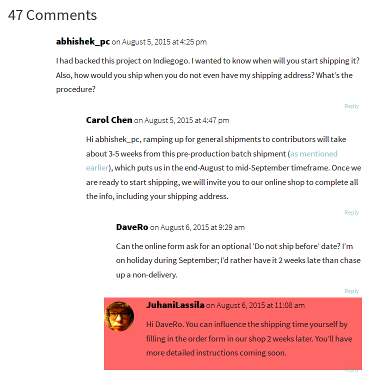 47 Comments
abhishek_pc on August 5, 2015 at 4:25 pm
I had backed this project on Indiegogo. I wanted to know when will you start shipping it?
Also, how would you ship when you do not even have my shipping address? What's the
procedure?
Reply
Carol Chen on August 5, 2015 at 4:47 pm
Hi abhishek_pc, ramping up for general shipments to contributors will take
about 3-5 weeks from this pre-production batch shipment (as mentioned
earlier), which puts us in the end-August to mid-September timeframe. Once we
are ready to start shipping, we will invite you to our online shop to complete all
the info, including your shipping address.
Reply
DaveRo on August 6, 2015 at 9:29 am
Can the online form ask for an optional 'Do not ship before' date? I'm
on holiday during September; I'd rather have it 2 weeks late than chase
up a non-delivery.
Reply
JuhaniLassila on August 6, 2015 at 11:08 am
Hi DaveRo. You can influence the shipping time yourself by
filling in the order form in our shop 2 weeks later. You'll have
more detailed instructions coming soon.